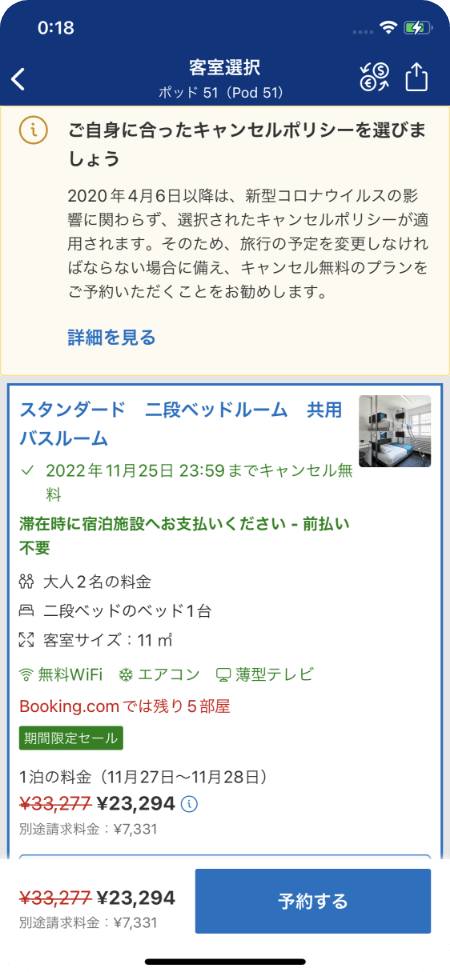 0:18
客室選択
ポッド 51（Pod 51）
ご自身に合ったキャンセルポリシーを選びま
しょう
2020年4月6日以降は、新型コロナウイルスの影
響に関わらず、選択されたキャンセルポリシーが適
用されます。そのため、旅行の予定を変更しなけれ
ばならない場合に備え、キャンセル無料のプランを
ご予約いただくことをお勧めします。
詳細を見る
スタンダード　二段ベッドルーム　共用
バスルーム
2022年11月25日 23:59までキャンセル無
料
滞在時に宿泊施設へお支払いください - 前払い
不要
大人2名の料金
二段ベッドのベッド1台
客室サイズ：11 ㎡
無料WiFi エアコン 薄型テレビ
Booking.comでは残り5部屋
期間限定セール
1泊の料金（11月27日〜11月28日）
¥33,277 ¥23,294
別途請求料金：¥7,331
¥33,277 ¥23,294
別途請求料金：¥7,331
予約する